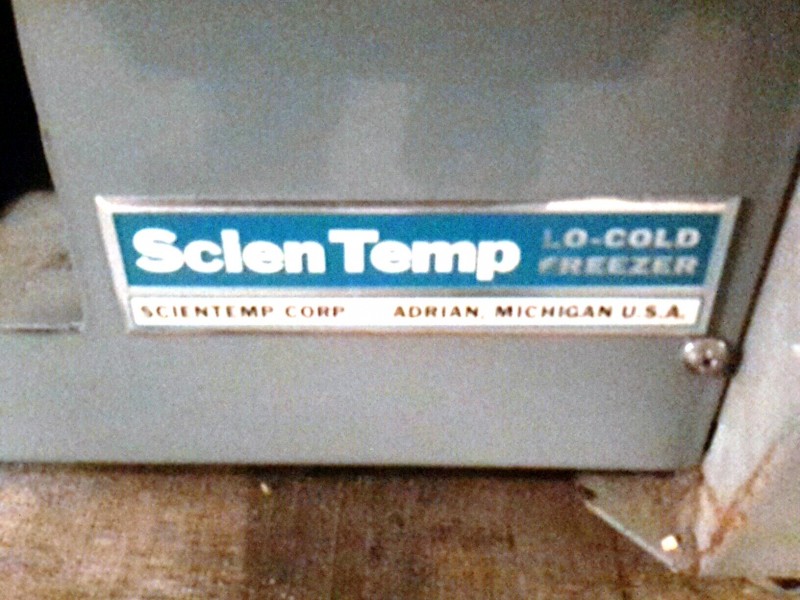 ScienTemp LO-COLD
FREEZER
SCIENTEMP CORP ADRIAN, MICHIGAN U.S.A.